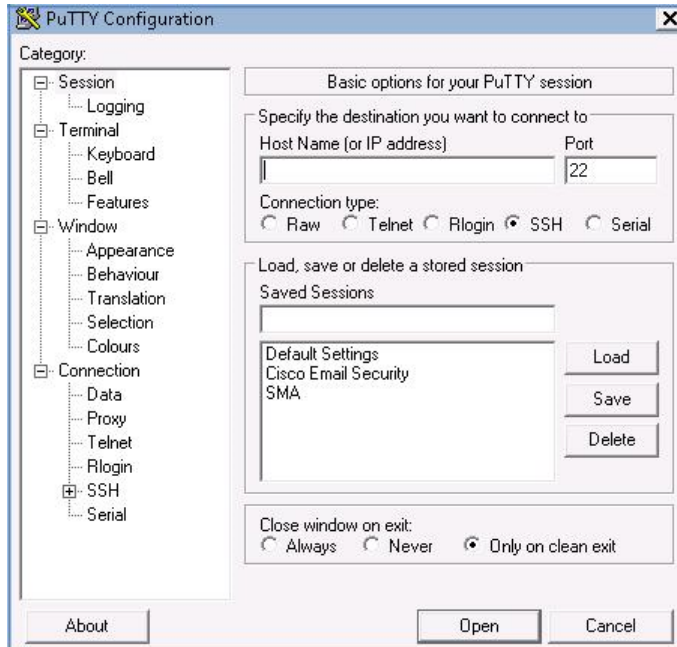 PuTTY Configuration
Category:
Session
Logging
Terminal
Keyboard
Bell
Features
Window
Appearance
Behaviour
Translation
Selection
Colours
Connection
Data
Proxy
Telnet
Rlogin
SSH
Serial
Basic options for your PuTTY session
Specify the destination you want to connect to
Host Name (or IP address) Port
22
Connection type:
Raw Telnet Rlogin SSH Serial
Load, save or delete a stored session
Saved Sessions
Default Settings
Cisco Email Security
SMA
Load
Save
Delete
Close window on exit:
Always Never Only on clean exit
About Open Cancel